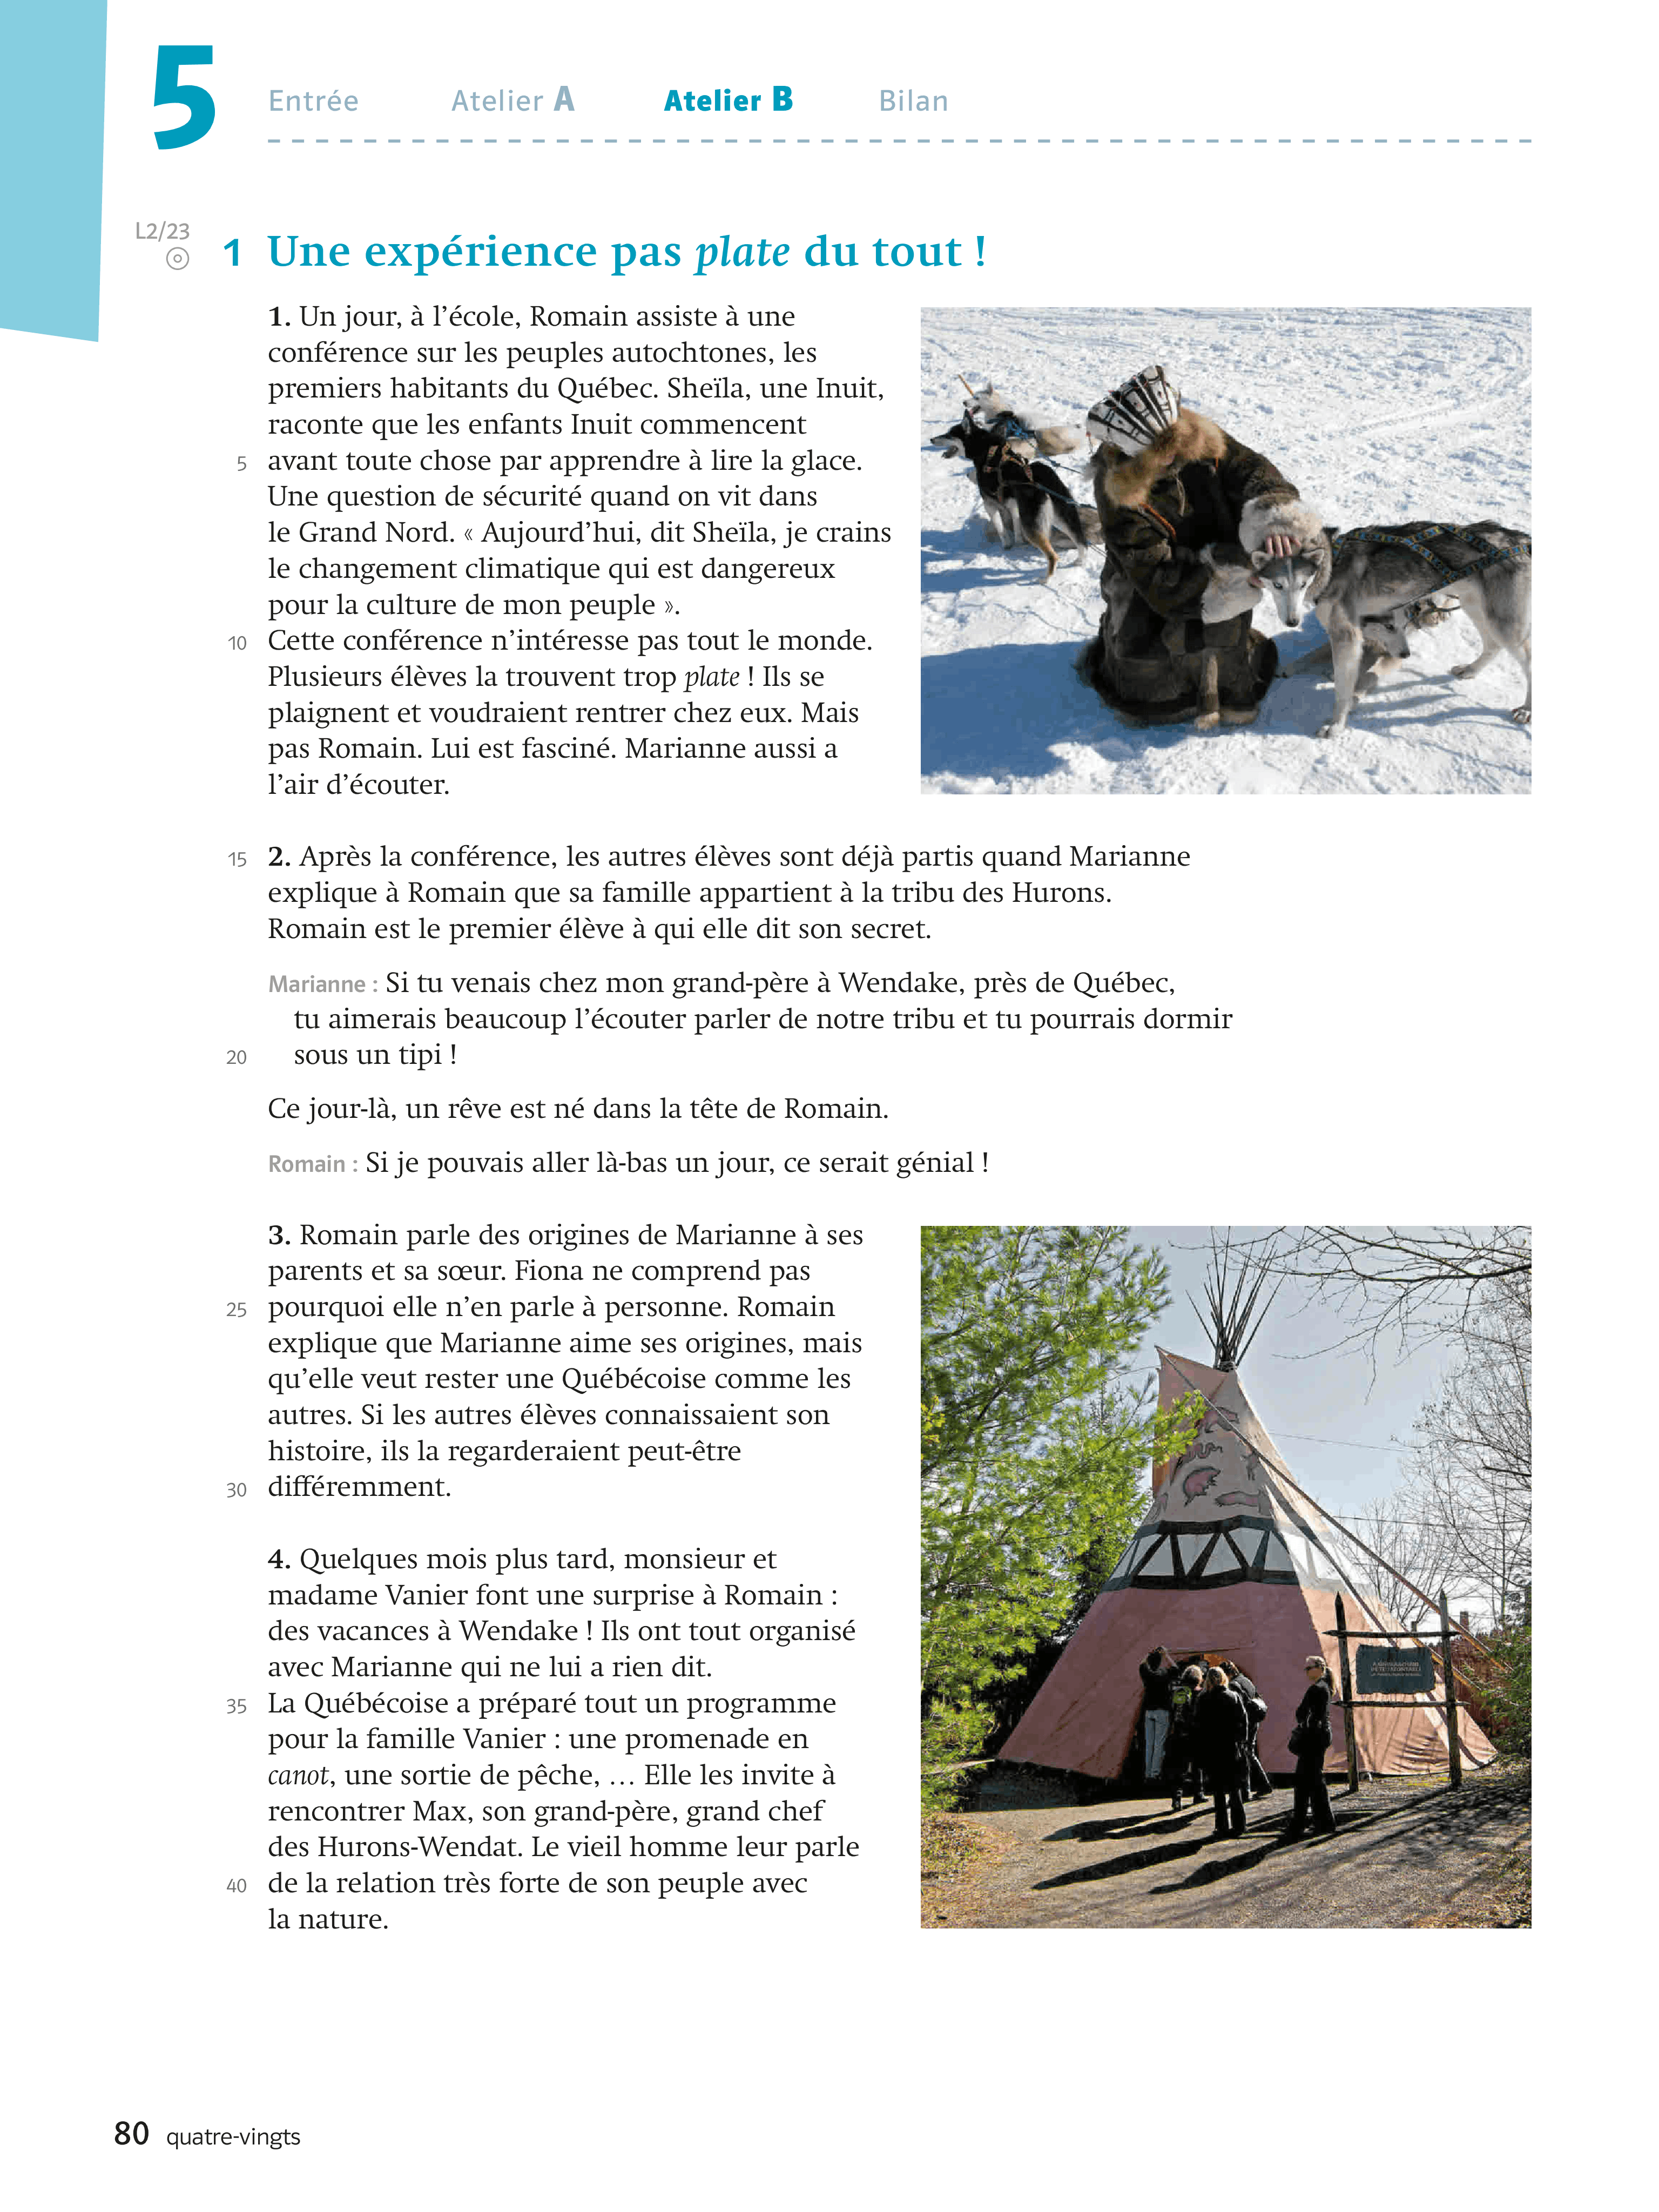 5
Entrée Atelier A Atelier B Bilan
L2/23
1 Une expérience pas plate du tout !
1. Un jour, à l’école, Romain assiste à une
conférence sur les peuples autochtones, les
premiers habitants du Québec. Sheïla, une Inuit,
raconte que les enfants Inuit commencent
5 avant toute chose par apprendre à lire la glace.
Une question de sécurité quand on vit dans
le Grand Nord. « Aujourd’hui, dit Sheïla, je crains
le changement climatique qui est dangereux
pour la culture de mon peuple ».
10 Cette conférence n’intéresse pas tout le monde.
Plusieurs élèves la trouvent trop plate ! Ils se
plaignent et voudraient rentrer chez eux. Mais
pas Romain. Lui est fasciné. Marianne aussi a
l’air d’écouter.
15 2. Après la conférence, les autres élèves sont déjà partis quand Marianne
explique à Romain que sa famille appartient à la tribu des Hurons.
Romain est le premier élève à qui elle dit son secret.
Marianne : Si tu venais chez mon grand-père à Wendake, près de Québec,
tu aimerais beaucoup l’écouter parler de notre tribu et tu pourrais dormir
20 sous un tipi !
Ce jour-là, un rêve est né dans la tête de Romain.
Romain : Si je pouvais aller là-bas un jour, ce serait génial !
3. Romain parle des origines de Marianne à ses
parents et sa sœur. Fiona ne comprend pas
25 pourquoi elle n’en parle à personne. Romain
explique que Marianne aime ses origines, mais
qu’elle veut rester une Québécoise comme les
autres. Si les autres élèves connaissaient son
histoire, ils la regarderaient peut-être
30 différemment.
4. Quelques mois plus tard, monsieur et
madame Vanier font une surprise à Romain :
des vacances à Wendake ! Ils ont tout organisé
avec Marianne qui ne lui a rien dit.
35 La Québécoise a préparé tout un programme
pour la famille Vanier : une promenade en
canot, une sortie de pêche, … Elle les invite à
rencontrer Max, son grand-père, grand chef
des Hurons-Wendat. Le vieil homme leur parle
40 de la relation très forte de son peuple avec
la nature.
80 quatre-vingts